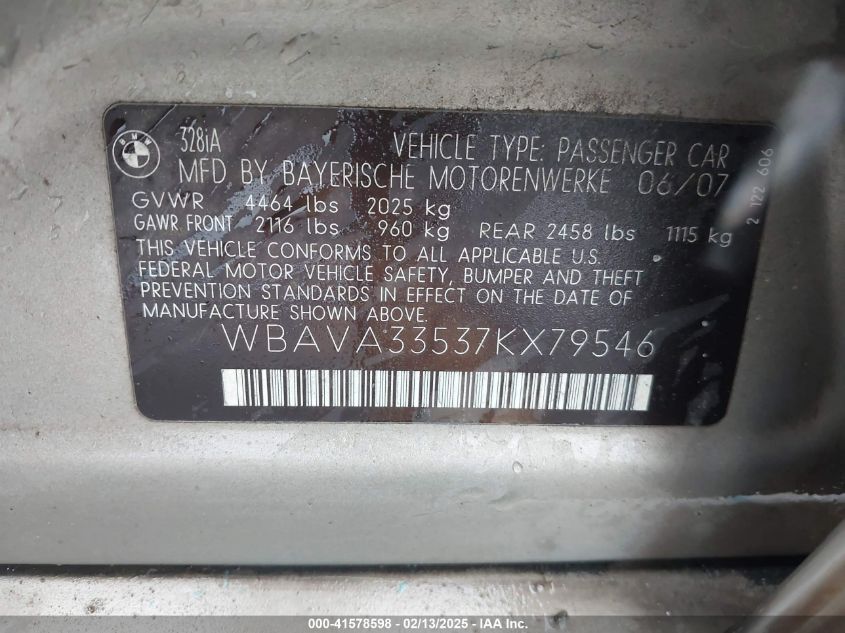 BMW
328iA
VEHICLE TYPE: PASSENGER CAR
MFD BY BAYERISCHE MOTORENWERKE 06/07
GVWR 4464 lbs 2025 kg
GAWR FRONT 2116 lbs 960 kg REAR 2458 lbs 1115 kg
THIS VEHICLE CONFORMS TO ALL APPLICABLE U.S.
FEDERAL MOTOR VEHICLE SAFETY, BUMPER AND THEFT
PREVENTION STANDARDS IN EFFECT ON THE DATE OF
MANUFACTURE SHOWN ABOVE.
WBAVA33537KX79546
2 122 606
000-41578598 - 02/13/2025 - IAA Inc.